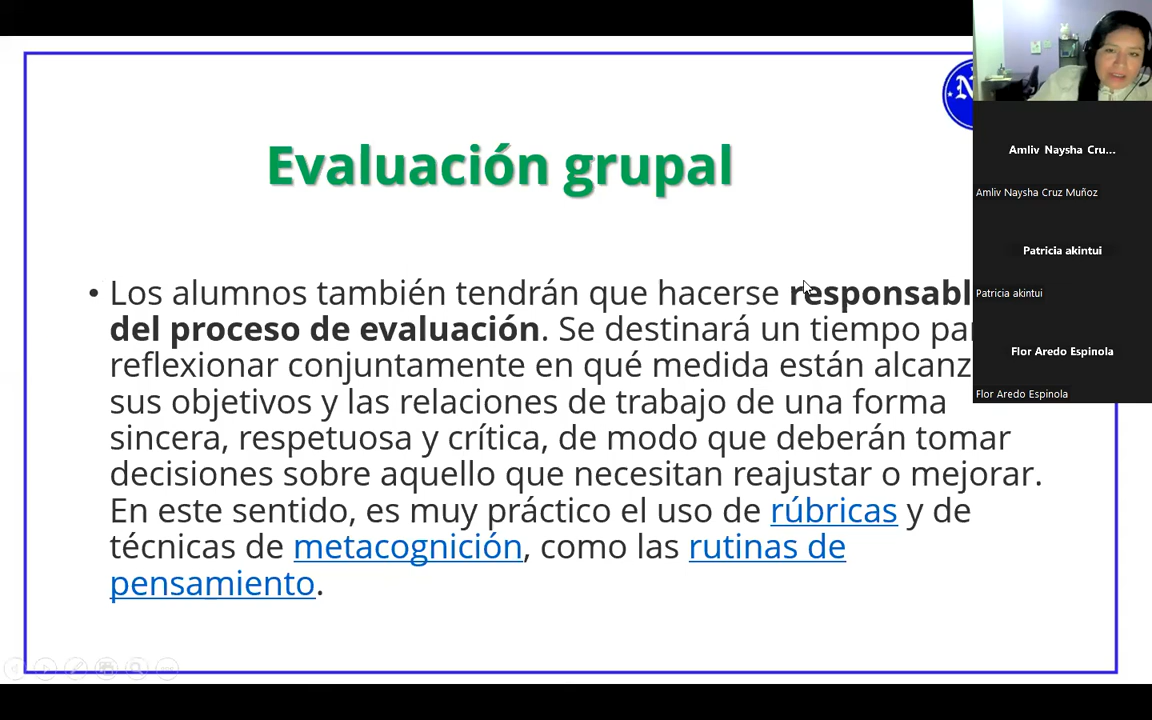 Evaluación grupal
• Los alumnos también tendrán que hacerse responsabl
del proceso de evaluación. Se destinará un tiempo
reflexionar conjuntamente en qué medida están alcanz
sus objetivos y las relaciones de trabajo de una forma
sincera, respetuosa y crítica, de modo que deberán tomar
decisiones sobre aquello que necesitan reajustar o mejorar.
En este sentido, es muy práctico el uso de rúbricas y de
técnicas de metacognición, como las rutinas de
pensamiento.
Amliv Naysha Cru...
Amliv Naysha Cruz Muñoz
Patricia akintui
Patricia akintui
Flor Aredo Espinola
Flor Aredo Espinola